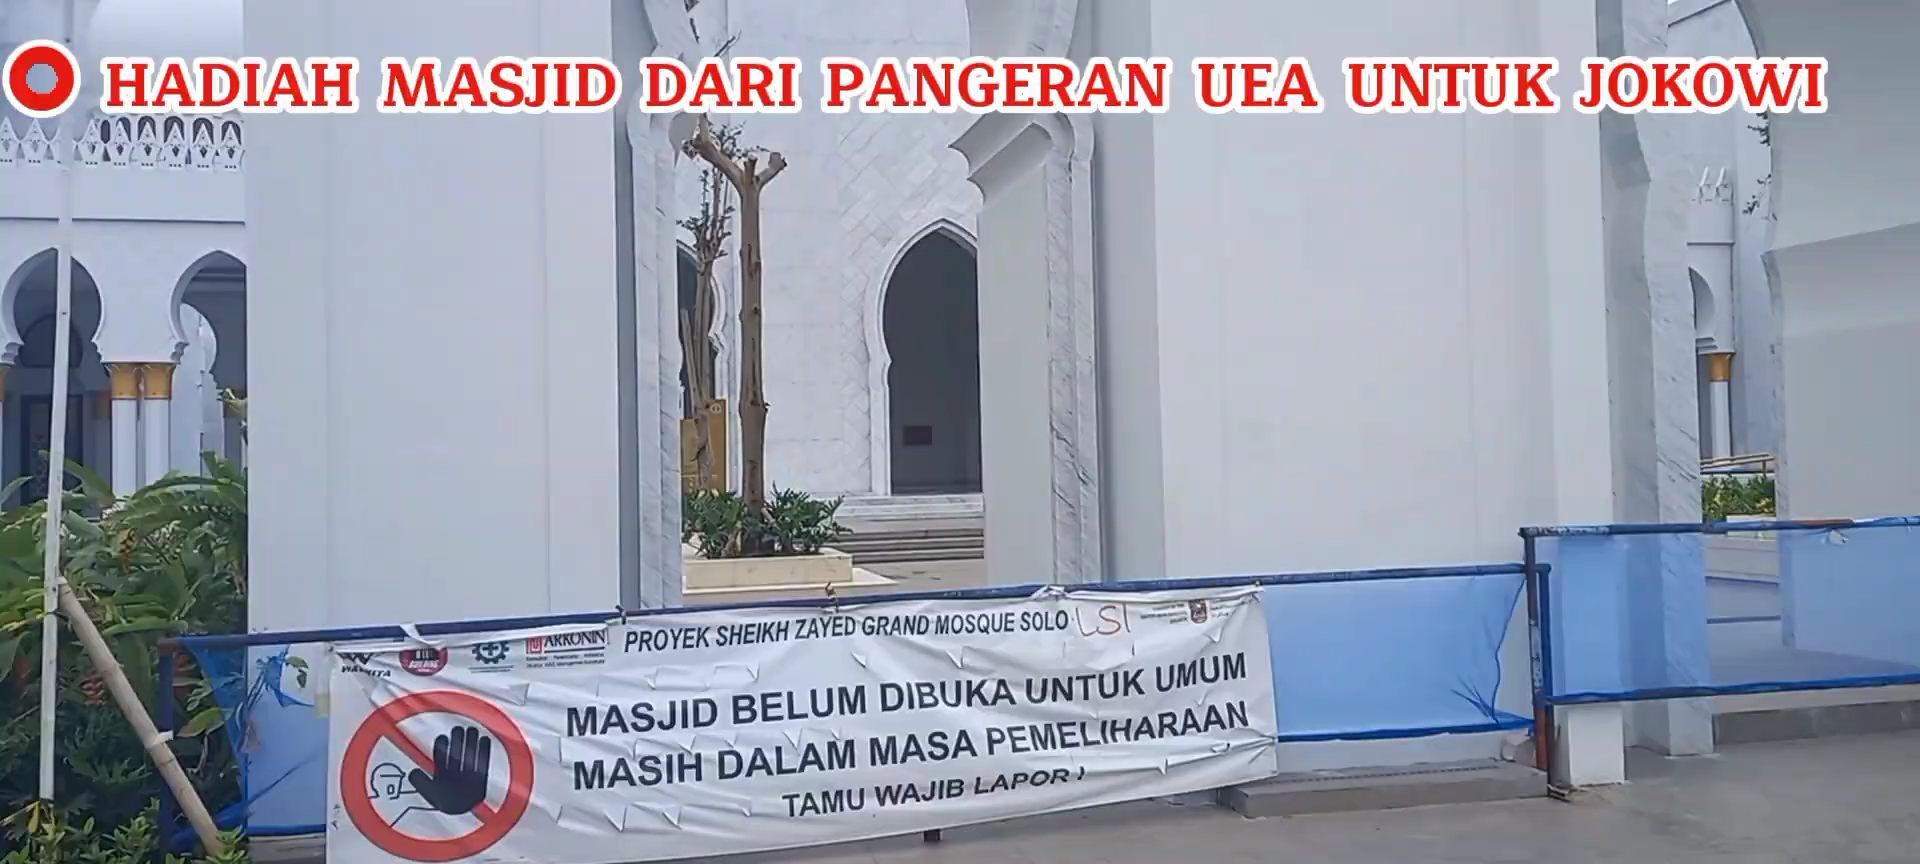 HADIAH MASJID DARI PANGERAN UEA UNTUK JOKOWI
ARKONIN
PROYEK SHEIKH ZAYED GRAND MOSQUE SOLO LSI
MASJID BELUM DIBUKA UNTUK UMUM
MASIH DALAM MASA PEMELIHARAAN
TAMU WAJIB LAPOR !